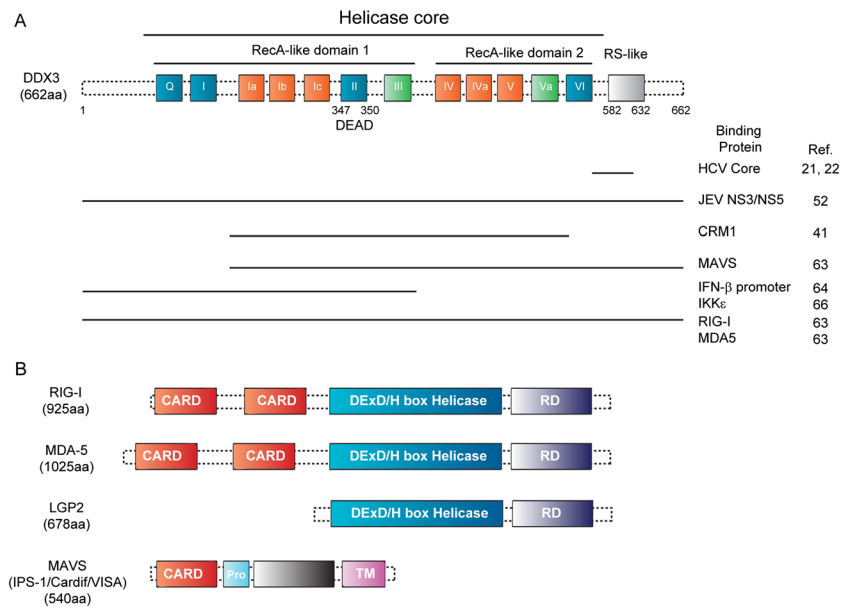 A
Helicase core
RecA-like domain 1
RecA-like domain 2
RS-like
DDX3
(662aa)
Q I Ia Ib Ic II III IV IVa V Va VI
1 347 350 582 632 662
DEAD
Binding
Protein Ref.
HCV Core 21, 22
JEV NS3/NS5 52
CRM1 41
MAVS 63
IFN-β promoter 64
IKKε 66
RIG-I 63
MDA5 63
B
RIG-I
(925aa)
CARD CARD DExD/H box Helicase RD
MDA-5
(1025aa)
CARD CARD DExD/H box Helicase RD
LGP2
(678aa)
DExD/H box Helicase RD
MAVS
(IPS-1/Cardif/VISA)
(540aa)
CARD Pro TM